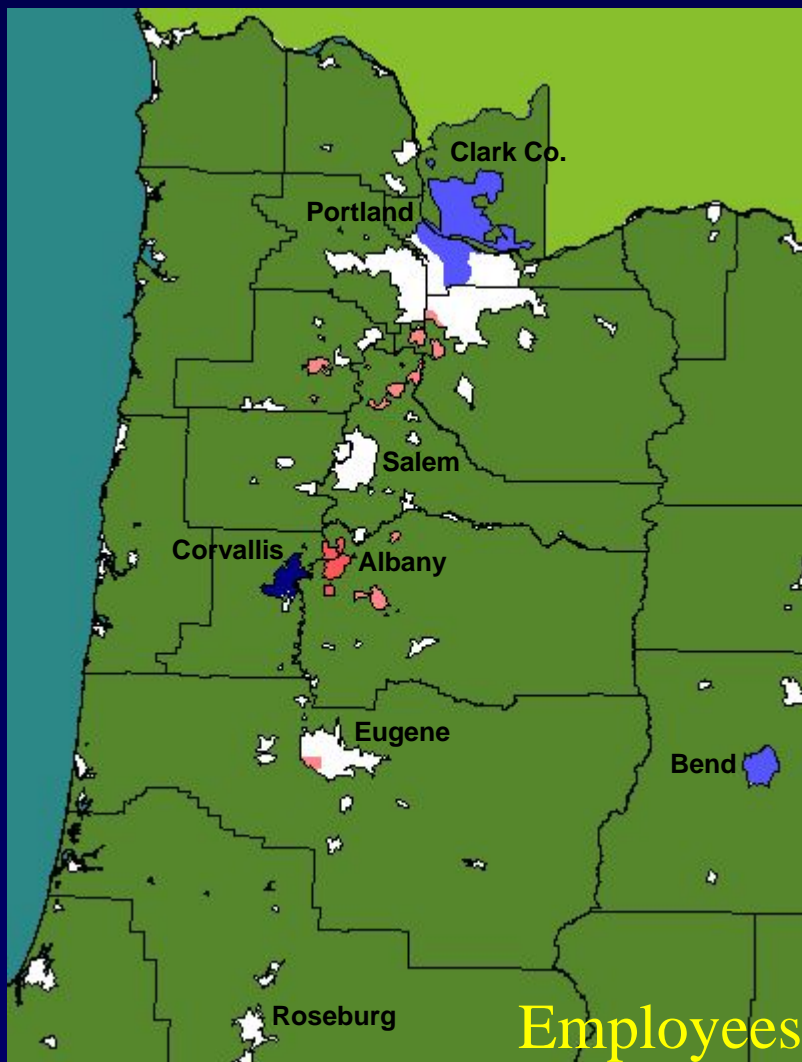 Clark Co.
Portland
Salem
Corvallis
Albany
Eugene
Bend
Roseburg
Employees